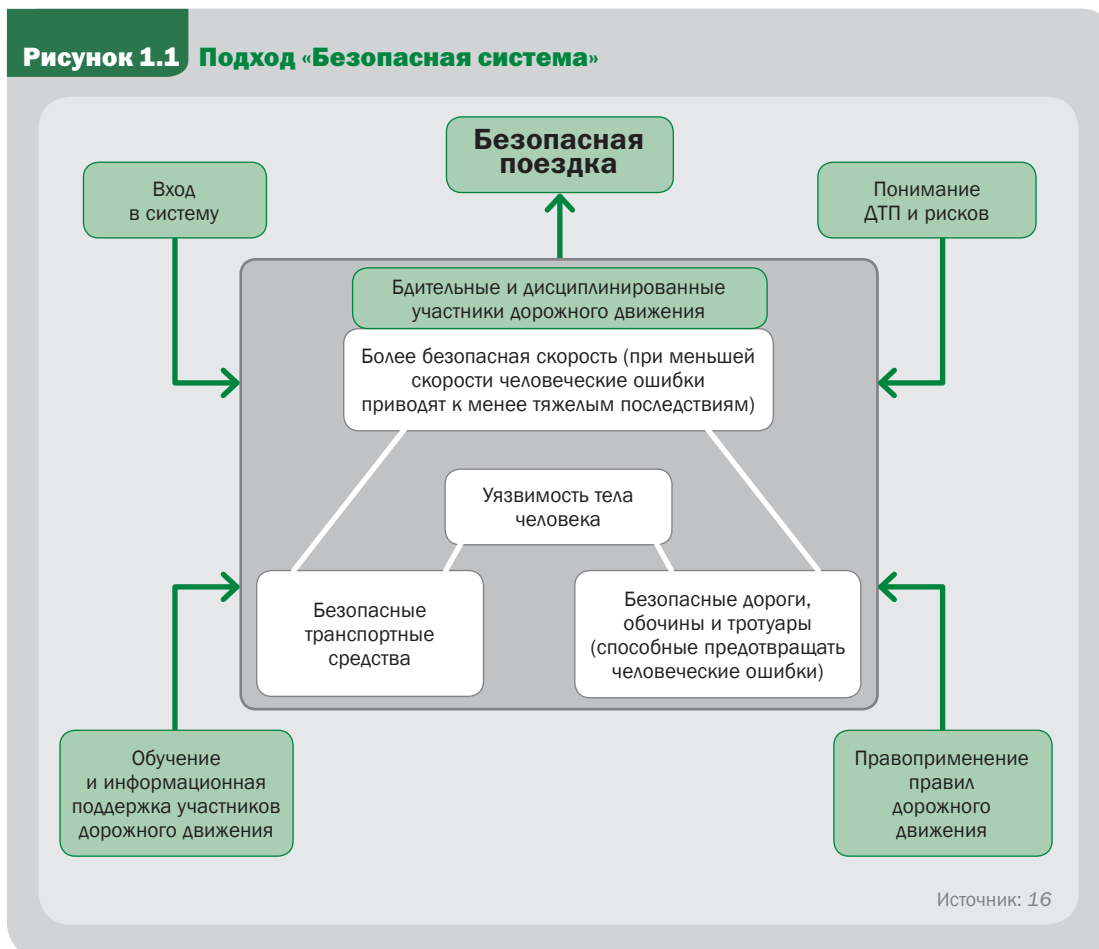 Рисунок 1.1 Подход «Безопасная система»
Безопасная
поездка
Вход
в систему
Понимание
ДТП и рисков
Бдительные и дисциплинированные
участники дорожного движения
Более безопасная скорость (при меньшей
скорости человеческие ошибки
приводят к менее тяжелым последствиям)
Уязвимость тела
человека
Безопасные
транспортные
средства
Безопасные дороги,
обочины и тротуары
(способные предотвращать
человеческие ошибки)
Обучение
и информационная
поддержка участников
дорожного движения
Правоприменение
правил
дорожного
движения
Источник: 16